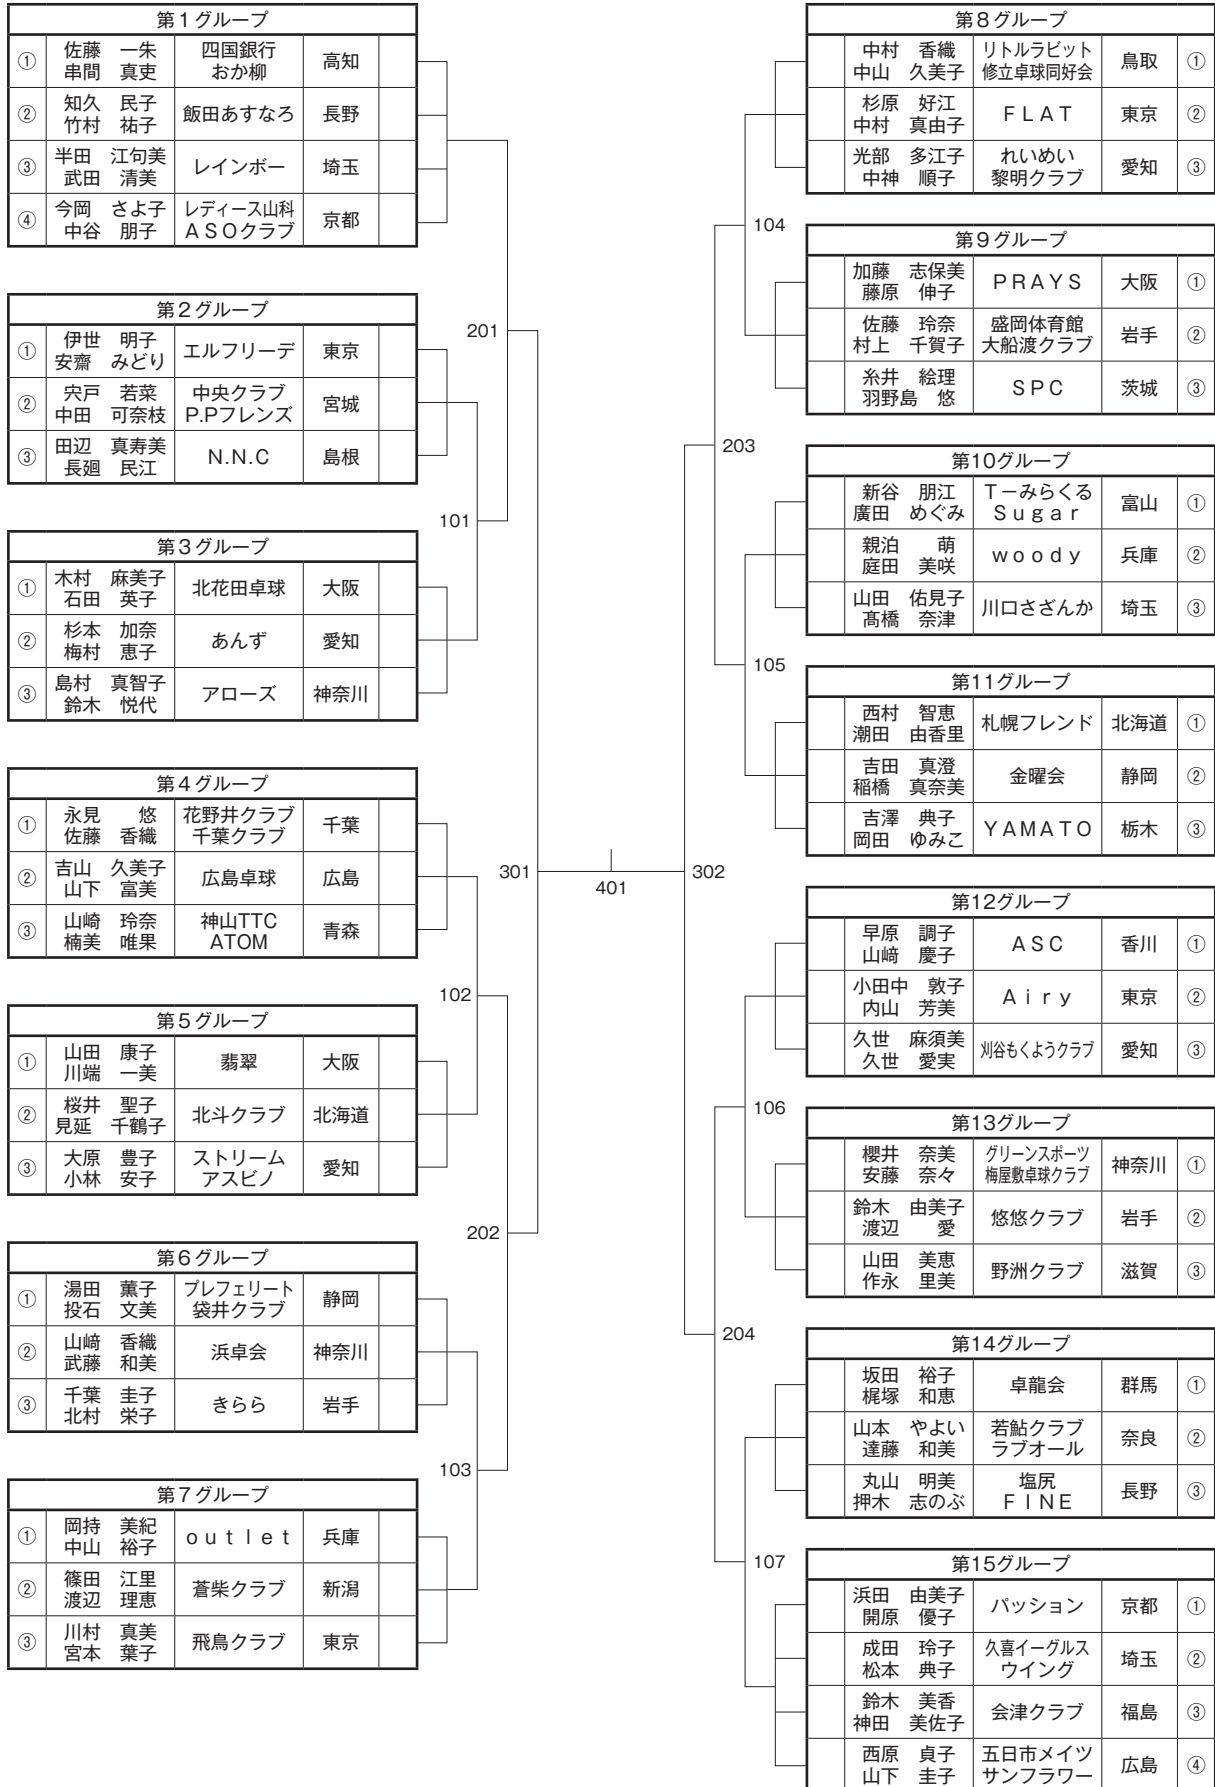 第1グループ
① 佐藤　一朱 四国銀行 高知
串間　真吏 おか柳
② 知久　民子 飯田あすなろ 長野
竹村　祐子
③ 半田　江句美 レインボー 埼玉
武田　清美
④ 今岡　さよ子 レディース山科 京都
中谷　朋子 ASOクラブ
第2グループ
① 伊世　明子 エルフリーデ 東京
安齋　みどり
② 宍戸　若菜 中央クラブ 宮城
中田　可奈枝 P.Pフレンズ
③ 田辺　真寿美 N.N.C 島根
長廻　民江
第3グループ
① 木村　麻美子 北花田卓球 大阪
石田　英子
② 杉本　加奈 あんず 愛知
梅村　恵子
③ 島村　真智子 アローズ 神奈川
鈴木　悦代
第4グループ
① 永見　悠 花野井クラブ 千葉
佐藤　香織 千葉クラブ
② 吉山　久美子 広島卓球 広島
山下　富美
③ 山崎　玲奈 神山TTC 青森
楠美　唯果 ATOM
第5グループ
① 山田　康子 翡翠 大阪
川端　一美
② 桜井　聖子 北斗クラブ 北海道
見延　千鶴子
③ 大原　豊子 ストリーム 愛知
小林　安子 アスビノ
第6グループ
① 湯田　薫子 プレフェリート 静岡
投石　文美 袋井クラブ
② 山﨑　香織 浜卓会 神奈川
武藤　和美
③ 千葉　圭子 きらら 岩手
北村　栄子
第7グループ
① 岡持　美紀 outlet 兵庫
中山　裕子
② 篠田　江里 蒼柴クラブ 新潟
渡辺　理恵
③ 川村　真美 飛鳥クラブ 東京
宮本　葉子
201
101
102
202
103
301
401
302
104
203
105
106
204
107
第8グループ
中村　香織 リトルラビット 鳥取 ①
中山　久美子 修立卓球同好会
杉原　好江 FLAT 東京 ②
中村　真由子
光部　多江子 れいめい 愛知 ③
中神　順子 黎明クラブ
第9グループ
加藤　志保美 PRAYS 大阪 ①
藤原　伸子
佐藤　玲奈 盛岡体育館 岩手 ②
村上　千賀子 大船渡クラブ
糸井　絵理 SPC 茨城 ③
羽野島　悠
第10グループ
新谷　朋江 T－みらくる 富山 ①
廣田　めぐみ Sugar
親泊　萌 woody 兵庫 ②
庭田　美咲
山田　佑見子 川口さざんか 埼玉 ③
髙橋　奈津
第11グループ
西村　智恵 札幌フレンド 北海道 ①
潮田　由香里
吉田　真澄 金曜会 静岡 ②
稲橋　真奈美
吉澤　典子 YAMATO 栃木 ③
岡田　ゆみこ
第12グループ
早原　調子 ASC 香川 ①
山﨑　慶子
小田中　敦子 Airy 東京 ②
内山　芳美
久世　麻須美 刈谷もくようクラブ 愛知 ③
久世　愛実
第13グループ
櫻井　奈美 グリーンスポーツ 神奈川 ①
安藤　奈々 梅屋敷卓球クラブ
鈴木　由美子 悠悠クラブ 岩手 ②
渡辺　愛
山田　美恵 野洲クラブ 滋賀 ③
作永　里美
第14グループ
坂田　裕子 卓龍会 群馬 ①
梶塚　和恵
山本　やよい 若鮎クラブ 奈良 ②
達藤　和美 ラブオール
丸山　明美 塩尻 長野 ③
押木　志のぶ FINE
第15グループ
浜田　由美子 パッション 京都 ①
開原　優子
成田　玲子 久喜イーグルス 埼玉 ②
松本　典子 ウイング
鈴木　美香 会津クラブ 福島 ③
神田　美佐子
西原　貞子 五日市メイツ 広島 ④
山下　圭子 サンフラワー